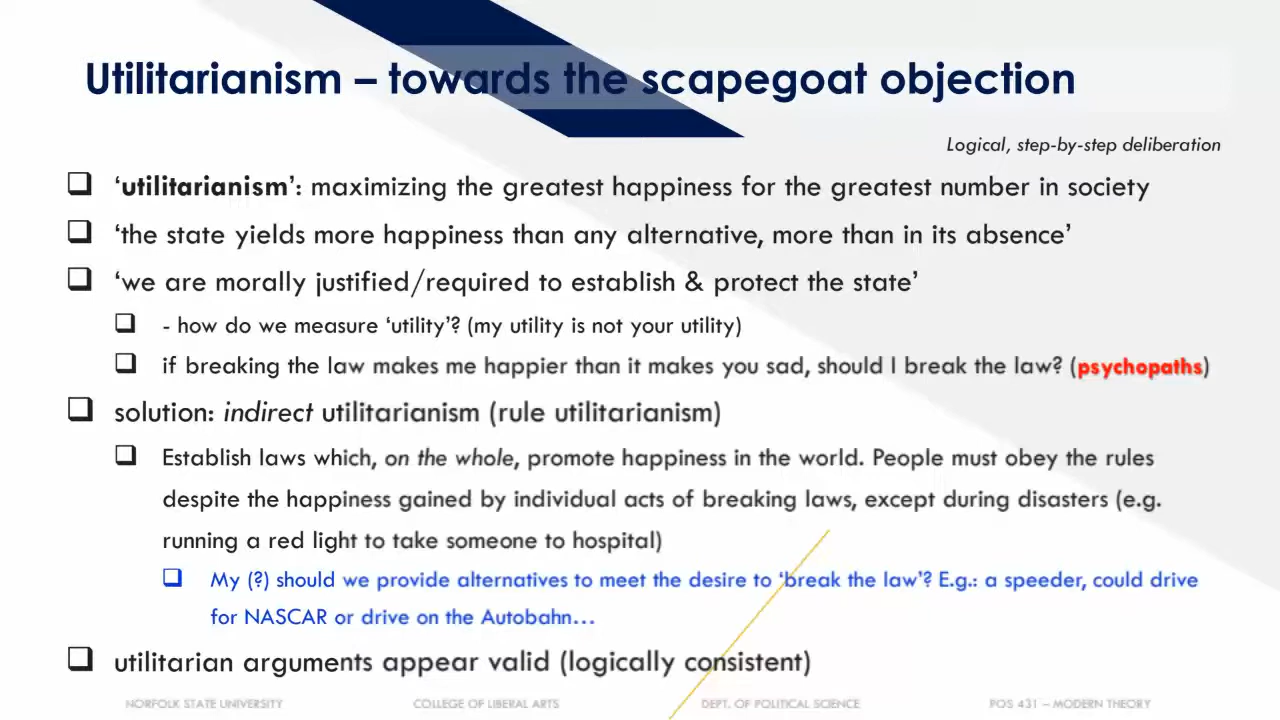 Utilitarianism – towards the scapegoat objection
Logical, step-by-step deliberation
❑ ‘utilitarianism’: maximizing the greatest happiness for the greatest number in society
❑ ‘the state yields more happiness than any alternative, more than in its absence’
❑ ‘we are morally justified/required to establish & protect the state’
❑ - how do we measure ‘utility’? (my utility is not your utility)
❑ if breaking the law makes me happier than it makes you sad, should I break the law? (psychopaths)
❑ solution: indirect utilitarianism (rule utilitarianism)
❑ Establish laws which, on the whole, promote happiness in the world. People must obey the rules
despite the happiness gained by individual acts of breaking laws, except during disasters (e.g.
running a red light to take someone to hospital)
❑ My (?) should we provide alternatives to meet the desire to ‘break the law’? E.g.: a speeder, could drive
for NASCAR or drive on the Autobahn…
❑ utilitarian arguments appear valid (logically consistent)
NORFOLK STATE UNIVERSITY COLLEGE OF LIBERAL ARTS DEPT. OF POLITICAL SCIENCE POS 431 – MODERN THEORY